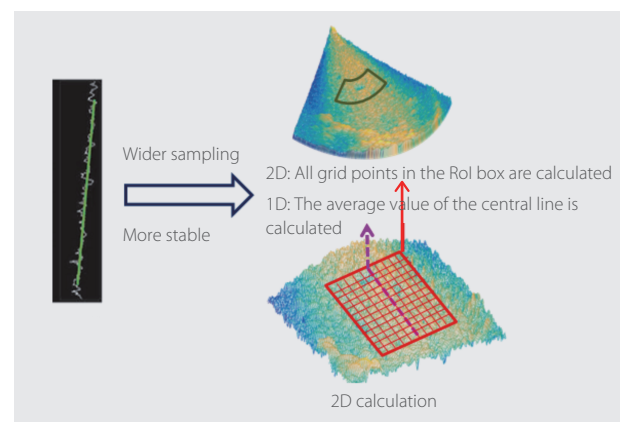 Wider sampling
More stable
2D: All grid points in the RoI box are calculated
1D: The average value of the central line is
calculated
2D calculation